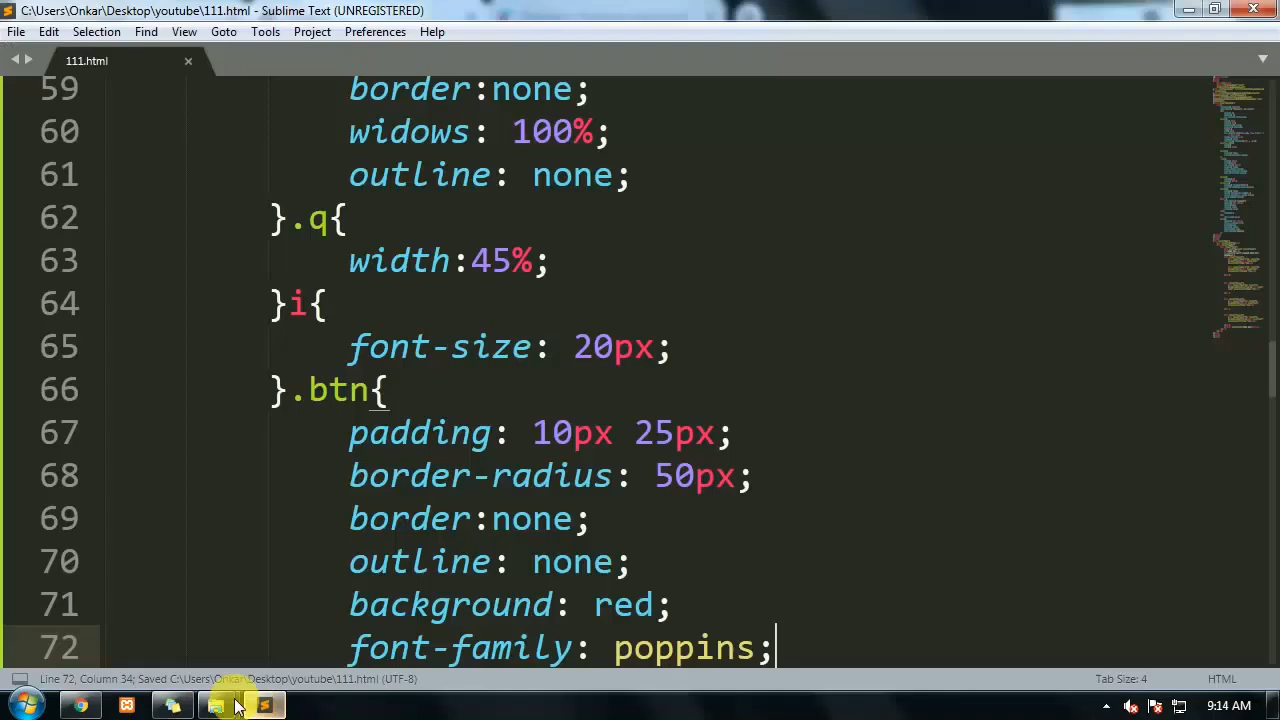 C:\Users\Onkar\Desktop\youtube\111.html - Sublime Text (UNREGISTERED)
File Edit Selection Find View Goto Tools Project Preferences Help
111.html
59 border:none;
60 widows: 100%;
61 outline: none;
62 }.q{
63 width:45%;
64 }i{
65 font-size: 20px;
66 }.btn{
67 padding: 10px 25px;
68 border-radius: 50px;
69 border:none;
70 outline: none;
71 background: red;
72 font-family: poppins;
Line 72, Column 34; Saved C:\Users\Onkar\Desktop\youtube\111.html (UTF-8) Tab Size: 4 HTML
9:14 AM